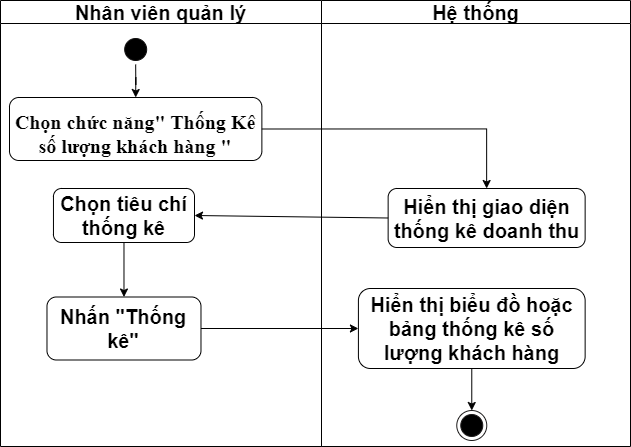 Nhân viên quản lý
Hệ thống
Chọn chức năng" Thống Kê
số lượng khách hàng "
Hiển thị giao diện
thống kê doanh thu
Chọn tiêu chí
thống kê
Nhấn "Thống
kê"
Hiển thị biểu đồ hoặc
bảng thống kê số
lượng khách hàng